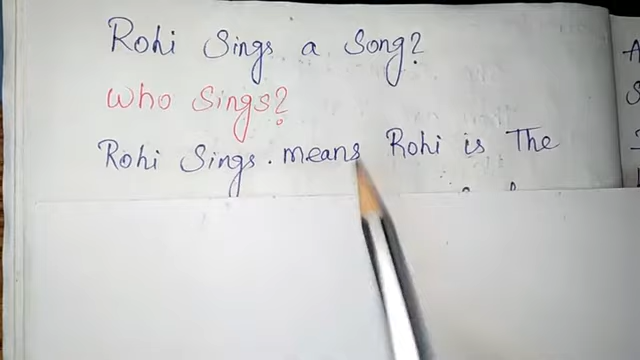 Rohi Sings a Song?
Who Sings?
Rohi Sings. means Rohi is The